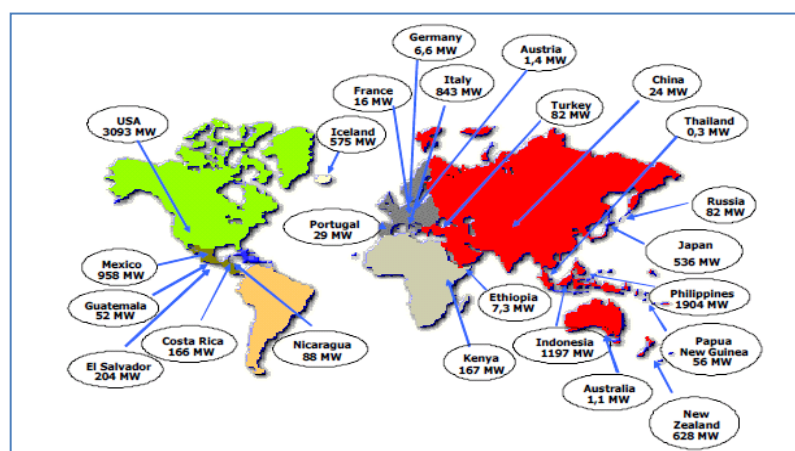 Germany
6,6 MW
Austria
1,4 MW
France
16 MW
Italy
843 MW
China
24 MW
USA
3093 MW
Iceland
575 MW
Turkey
82 MW
Thailand
0,3 MW
Russia
82 MW
Portugal
29 MW
Japan
536 MW
Mexico
958 MW
Guatemala
52 MW
Costa Rica
166 MW
Nicaragua
88 MW
El Salvador
204 MW
Ethiopia
7,3 MW
Kenya
167 MW
Indonesia
1197 MW
Philippines
1904 MW
Papua
New Guinea
56 MW
Australia
1,1 MW
New
Zealand
628 MW